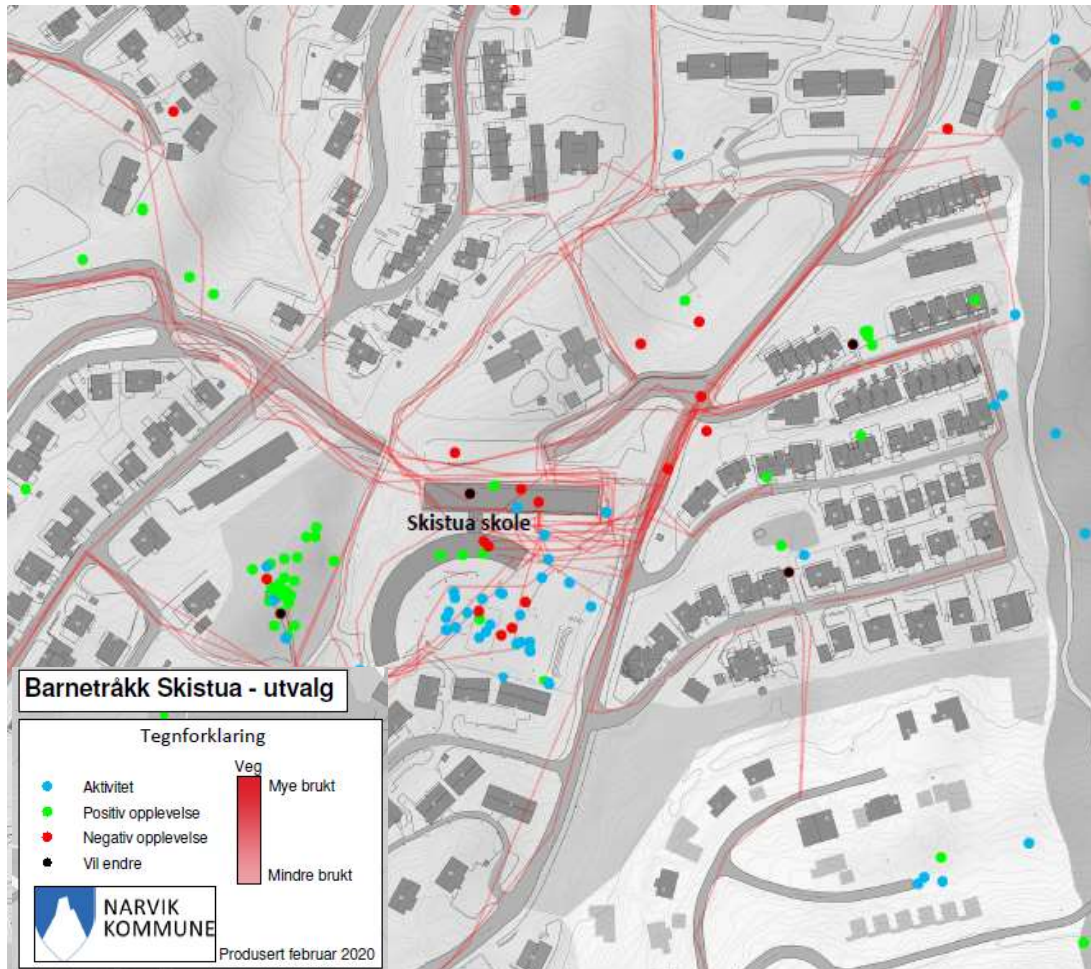 Skistua skole
Barnetråkk Skistua - utvalg
Tegnforklaring
Aktivitet
Positiv opplevelse
Negativ opplevelse
Vil endre
Veg
Mye brukt
Mindre brukt
NARVIK
KOMMUNE
Produsert februar 2020